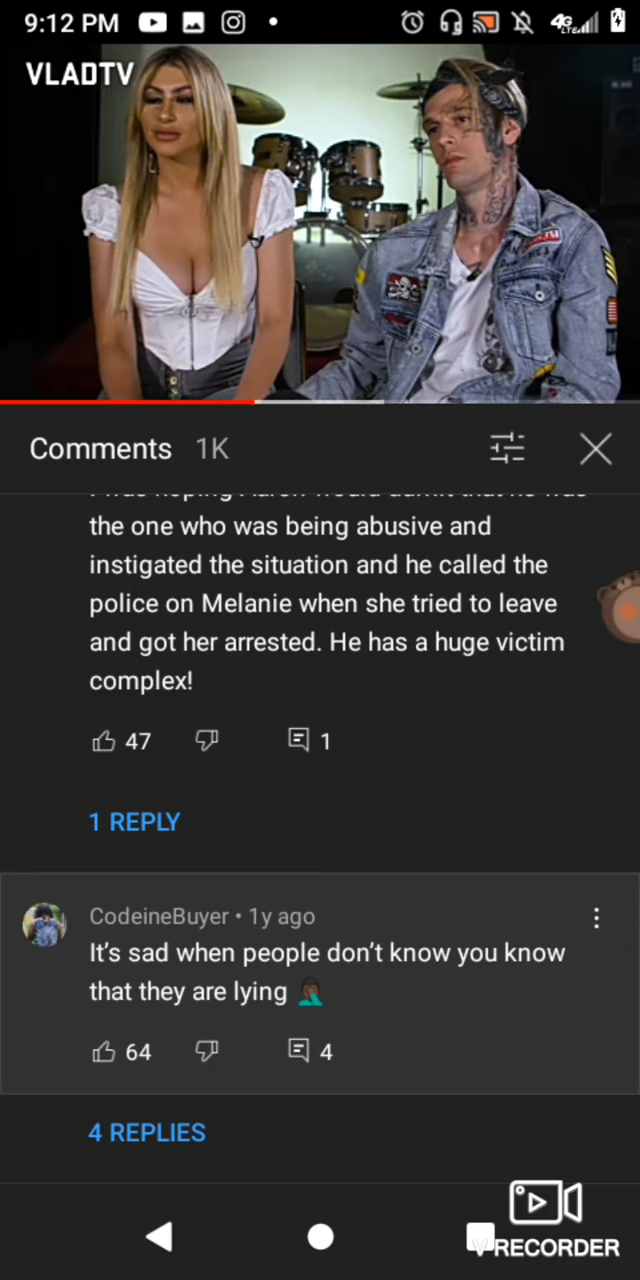 9:12 PM
4G
LTE
VLADTV
Comments 1K
the one who was being abusive and
instigated the situation and he called the
police on Melanie when she tried to leave
and got her arrested. He has a huge victim
complex!
47
1
1 REPLY
CodeineBuyer • 1y ago
It’s sad when people don’t know you know
that they are lying 🤦🏿
64
4
4 REPLIES
VRECORDER